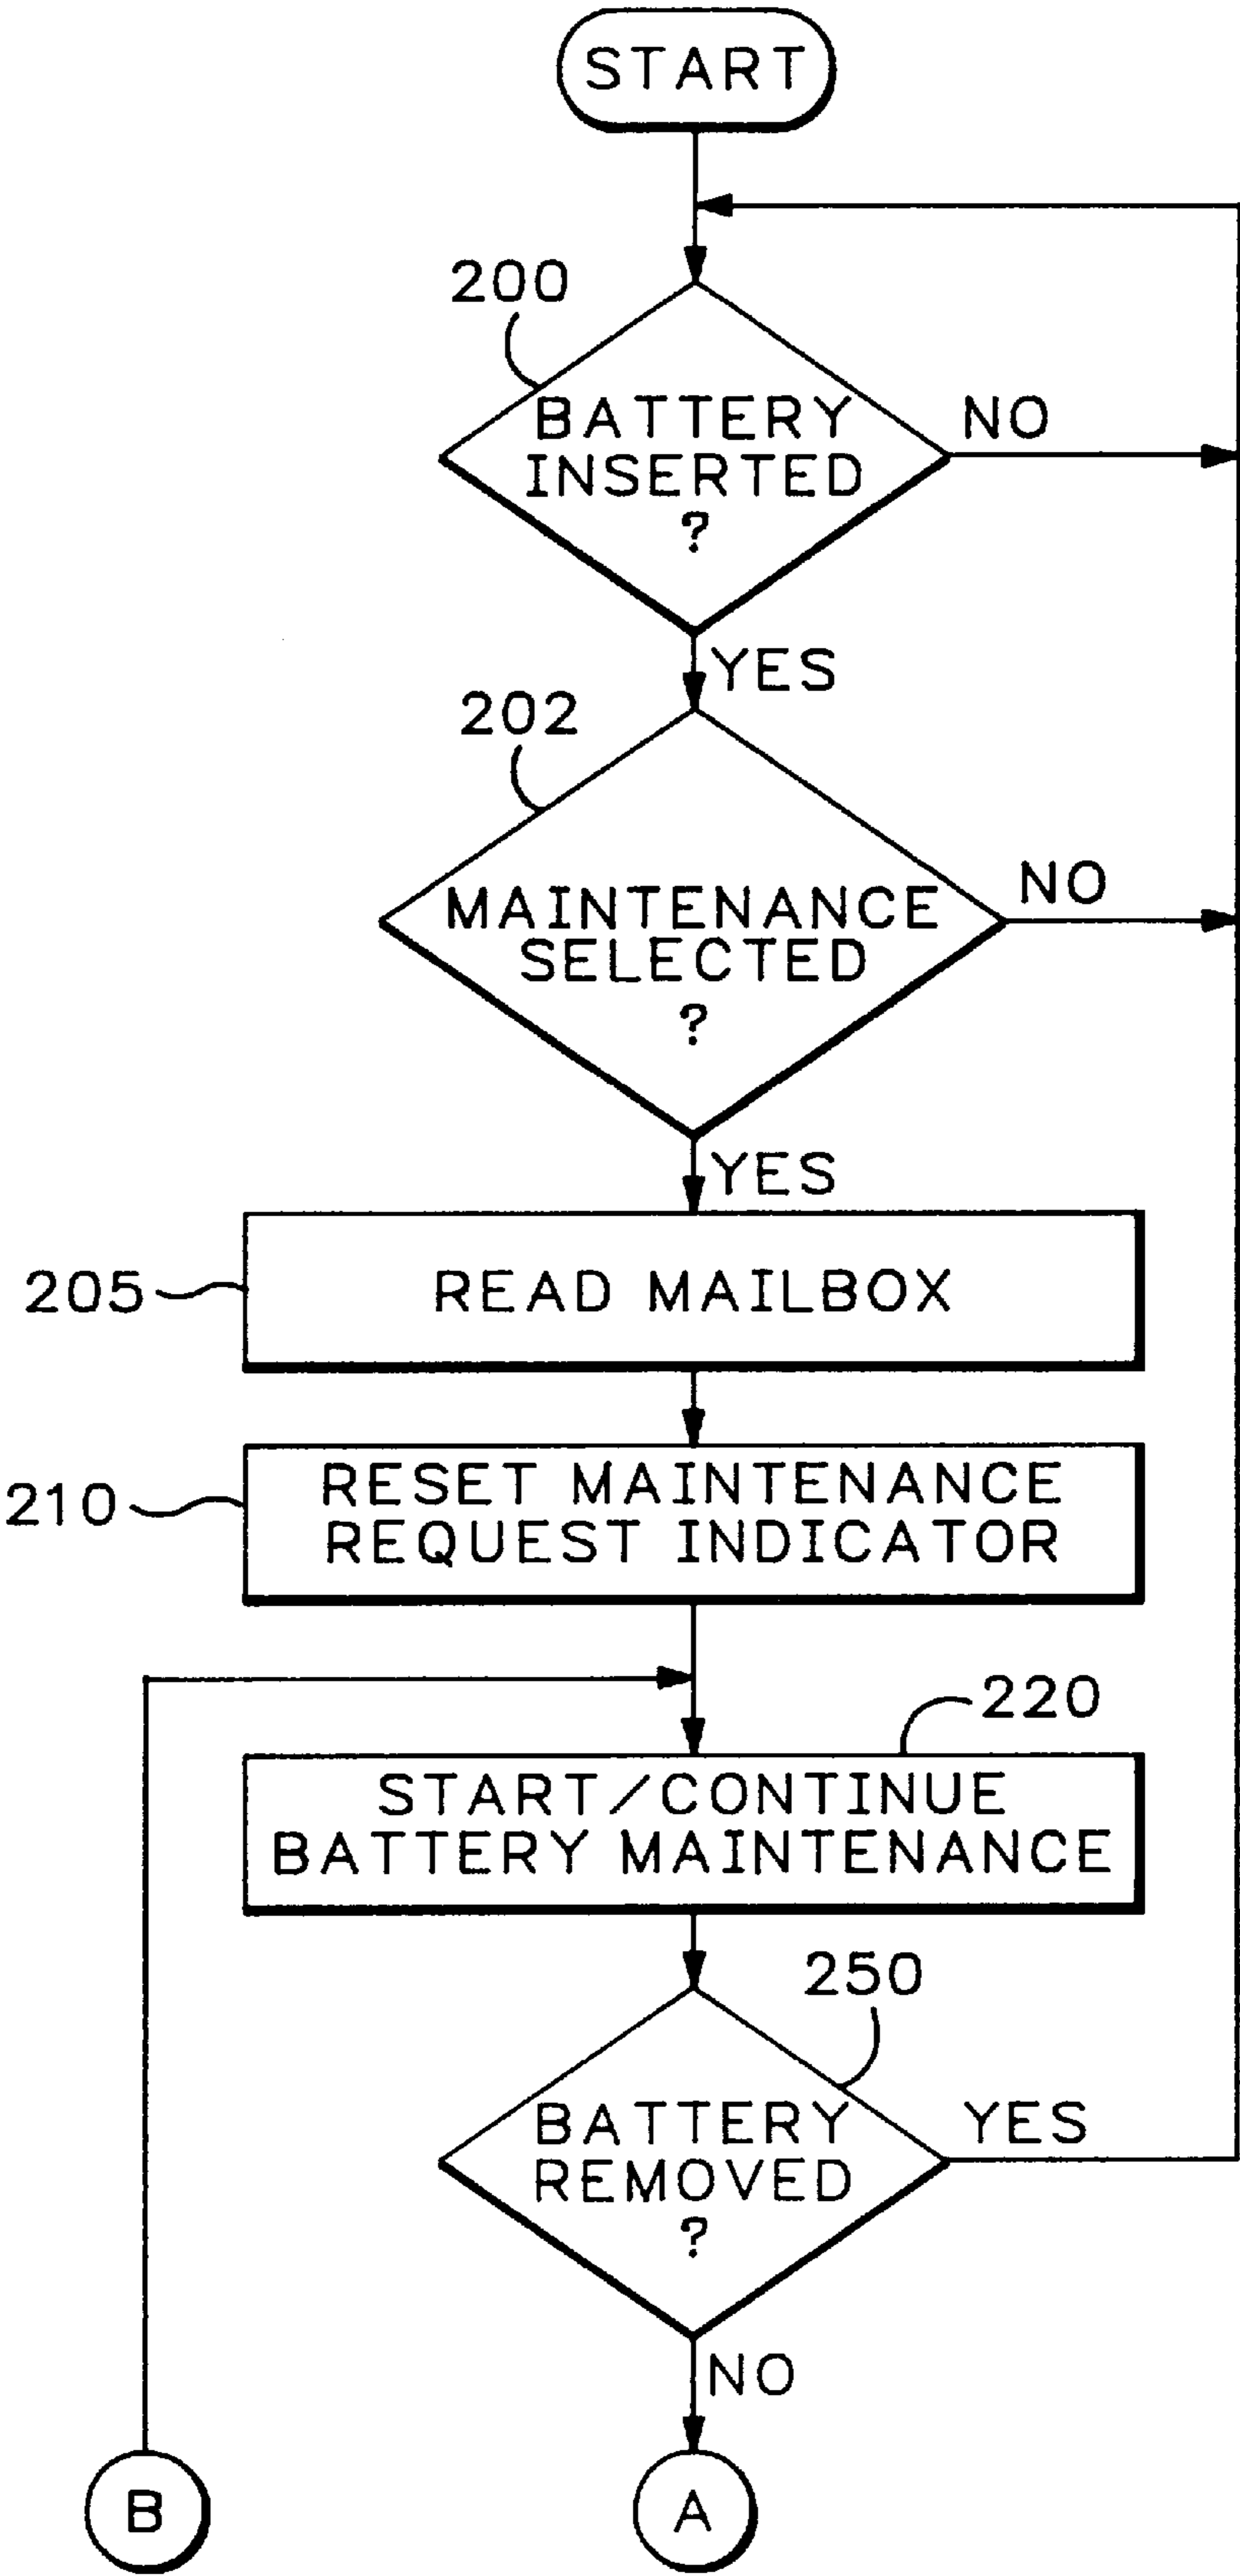 START
200
BATTERY
INSERTED
?
NO
YES
202
MAINTENANCE
SELECTED
?
NO
YES
205
READ MAILBOX
210
RESET MAINTENANCE
REQUEST INDICATOR
220
START/CONTINUE
BATTERY MAINTENANCE
250
BATTERY
REMOVED
?
YES
NO
B
A